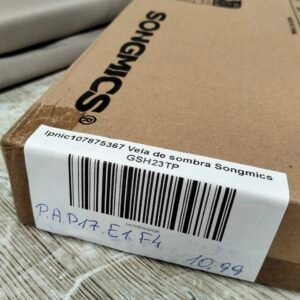 SONGMICS®
lpnic107875367 Vela de sombra Songmics
GSH23TP
P.A.P17.E1.F4
10.99